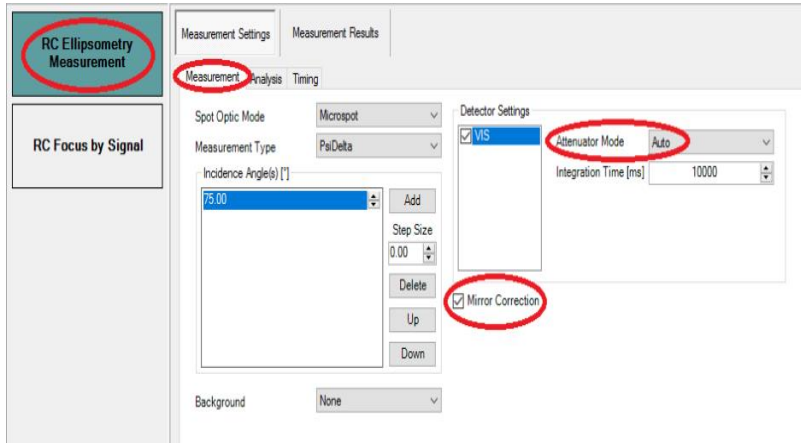 RC Ellipsometry
Measurement
RC Focus by Signal
Measurement Settings
Measurement Results
Measurement
Analysis
Timing
Spot Optic Mode
Microspot
Measurement Type
PsiDelta
Incidence Angle(s) [°]
75.00
Add
Step Size
0.00
Delete
Up
Down
Background
None
Detector Settings
VIS
Attenuator Mode
Auto
Integration Time [ms]
10000
Mirror Correction